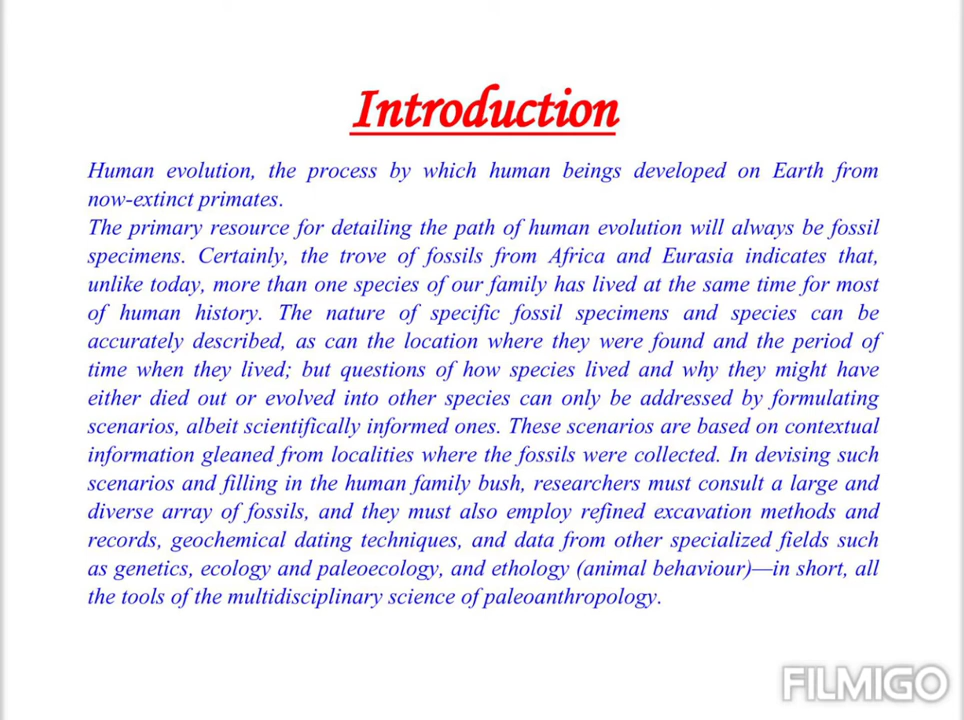 Introduction
Human evolution, the process by which human beings developed on Earth from
now-extinct primates.
The primary resource for detailing the path of human evolution will always be fossil
specimens. Certainly, the trove of fossils from Africa and Eurasia indicates that,
unlike today, more than one species of our family has lived at the same time for most
of human history. The nature of specific fossil specimens and species can be
accurately described, as can the location where they were found and the period of
time when they lived; but questions of how species lived and why they might have
either died out or evolved into other species can only be addressed by formulating
scenarios, albeit scientifically informed ones. These scenarios are based on contextual
information gleaned from localities where the fossils were collected. In devising such
scenarios and filling in the human family bush, researchers must consult a large and
diverse array of fossils, and they must also employ refined excavation methods and
records, geochemical dating techniques, and data from other specialized fields such
as genetics, ecology and paleoecology, and ethology (animal behaviour)—in short, all
the tools of the multidisciplinary science of paleoanthropology.
FILMIGO